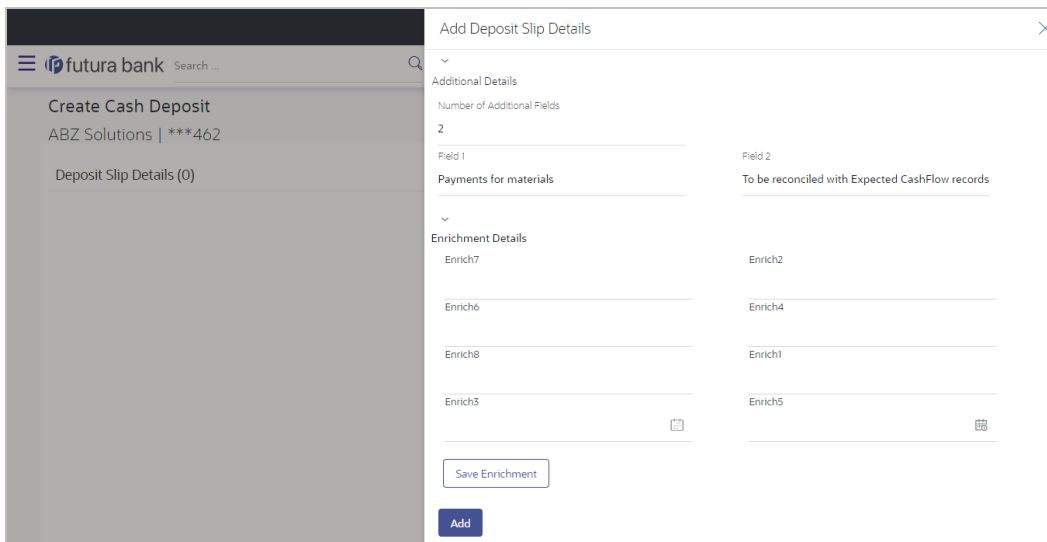 Add Deposit Slip Details
futura bank Search ...
Create Cash Deposit
ABZ Solutions | ***462
Deposit Slip Details (0)
Additional Details
Number of Additional Fields
2
Field 1 Field 2
Payments for materials To be reconciled with Expected CashFlow records
Enrichment Details
Enrich7 Enrich2
Enrich6 Enrich4
Enrich8 Enrich1
Enrich3 Enrich5
Save Enrichment
Add